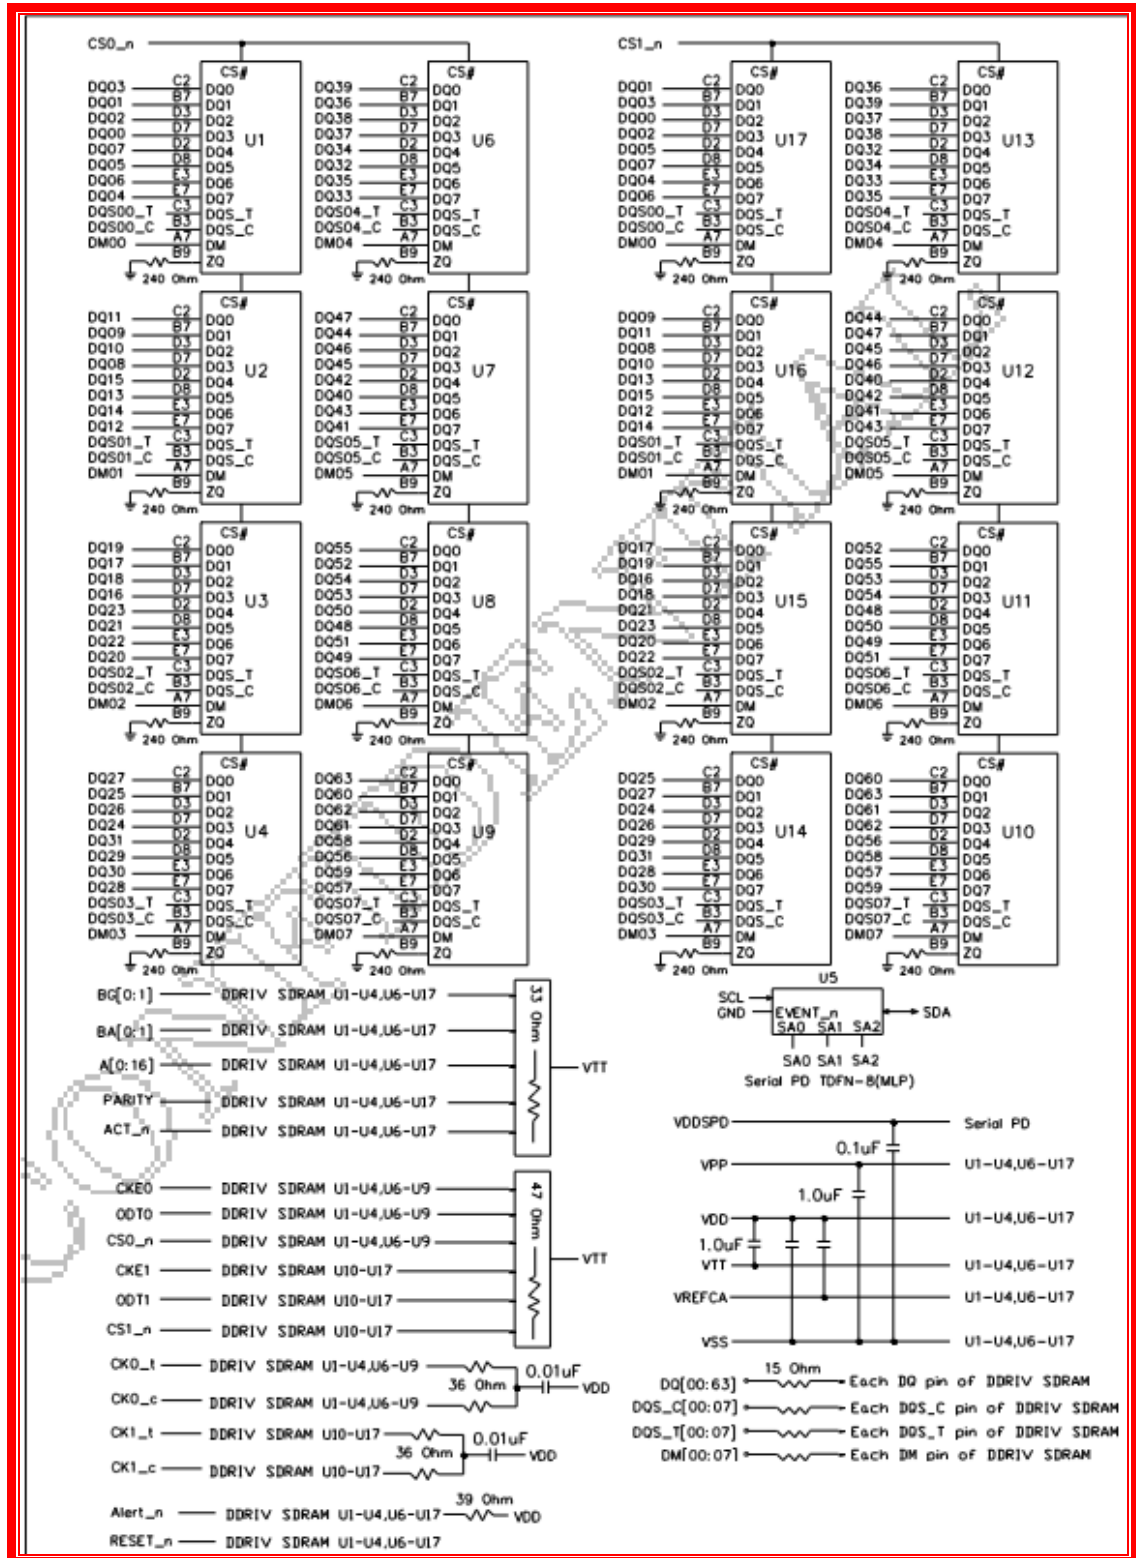 CS0_n
CS1_n
CS#
DQ03 C2 DQ0
DQ01 B7 DQ1
DQ02 D3 DQ2
DQ00 D7 DQ3
DQ07 D2 DQ4
DQ05 D8 DQ5
DQ06 E3 DQ6
DQ04 E7 DQ7
DQS00_T C3 DQS_T
DQS00_C B3 DQS_C
DM00 A7 DM
B9 ZQ
240 Ohm
U1
CS#
DQ39 C2 DQ0
DQ36 B7 DQ1
DQ38 D3 DQ2
DQ37 D7 DQ3
DQ34 D2 DQ4
DQ32 D8 DQ5
DQ35 E3 DQ6
DQ33 E7 DQ7
DQS04_T C3 DQS_T
DQS04_C B3 DQS_C
DM04 A7 DM
B9 ZQ
240 Ohm
U6
CS#
DQ01 C2 DQ0
DQ03 B7 DQ1
DQ00 D3 DQ2
DQ02 D7 DQ3
DQ05 D2 DQ4
DQ07 D8 DQ5
DQ04 E3 DQ6
DQ06 E7 DQ7
DQS00_T C3 DQS_T
DQS00_C B3 DQS_C
DM00 A7 DM
B9 ZQ
240 Ohm
U17
CS#
DQ36 C2 DQ0
DQ39 B7 DQ1
DQ37 D3 DQ2
DQ38 D7 DQ3
DQ32 D2 DQ4
DQ34 D8 DQ5
DQ33 E3 DQ6
DQ35 E7 DQ7
DQS04_T C3 DQS_T
DQS04_C B3 DQS_C
DM04 A7 DM
B9 ZQ
240 Ohm
U13
CS#
DQ11 C2 DQ0
DQ09 B7 DQ1
DQ10 D3 DQ2
DQ08 D7 DQ3
DQ15 D2 DQ4
DQ13 D8 DQ5
DQ14 E3 DQ6
DQ12 E7 DQ7
DQS01_T C3 DQS_T
DQS01_C B3 DQS_C
DM01 A7 DM
B9 ZQ
240 Ohm
U2
CS#
DQ47 C2 DQ0
DQ44 B7 DQ1
DQ46 D3 DQ2
DQ45 D7 DQ3
DQ42 D2 DQ4
DQ40 D8 DQ5
DQ43 E3 DQ6
DQ41 E7 DQ7
DQS05_T C3 DQS_T
DQS05_C B3 DQS_C
DM05 A7 DM
B9 ZQ
240 Ohm
U7
CS#
DQ09 C2 DQ0
DQ11 B7 DQ1
DQ08 D3 DQ2
DQ10 D7 DQ3
DQ13 D2 DQ4
DQ15 D8 DQ5
DQ12 E3 DQ6
DQ14 E7 DQ7
DQS01_T C3 DQS_T
DQS01_C B3 DQS_C
DM01 A7 DM
B9 ZQ
240 Ohm
U16
CS#
DQ44 C2 DQ0
DQ47 B7 DQ1
DQ45 D3 DQ2
DQ46 D7 DQ3
DQ40 D2 DQ4
DQ42 D8 DQ5
DQ41 E3 DQ6
DQ43 E7 DQ7
DQS05_T C3 DQS_T
DQS05_C B3 DQS_C
DM05 A7 DM
B9 ZQ
240 Ohm
U12
CS#
DQ19 C2 DQ0
DQ17 B7 DQ1
DQ18 D3 DQ2
DQ16 D7 DQ3
DQ23 D2 DQ4
DQ21 D8 DQ5
DQ22 E3 DQ6
DQ20 E7 DQ7
DQS02_T C3 DQS_T
DQS02_C B3 DQS_C
DM02 A7 DM
B9 ZQ
240 Ohm
U3
CS#
DQ55 C2 DQ0
DQ52 B7 DQ1
DQ54 D3 DQ2
DQ53 D7 DQ3
DQ50 D2 DQ4
DQ48 D8 DQ5
DQ51 E3 DQ6
DQ49 E7 DQ7
DQS06_T C3 DQS_T
DQS06_C B3 DQS_C
DM06 A7 DM
B9 ZQ
240 Ohm
U8
CS#
DQ17 C2 DQ0
DQ19 B7 DQ1
DQ16 D3 DQ2
DQ18 D7 DQ3
DQ21 D2 DQ4
DQ23 D8 DQ5
DQ20 E3 DQ6
DQ22 E7 DQ7
DQS02_T C3 DQS_T
DQS02_C B3 DQS_C
DM02 A7 DM
B9 ZQ
240 Ohm
U15
CS#
DQ52 C2 DQ0
DQ55 B7 DQ1
DQ53 D3 DQ2
DQ54 D7 DQ3
DQ48 D2 DQ4
DQ50 D8 DQ5
DQ49 E3 DQ6
DQ51 E7 DQ7
DQS06_T C3 DQS_T
DQS06_C B3 DQS_C
DM06 A7 DM
B9 ZQ
240 Ohm
U11
CS#
DQ27 C2 DQ0
DQ25 B7 DQ1
DQ26 D3 DQ2
DQ24 D7 DQ3
DQ31 D2 DQ4
DQ29 D8 DQ5
DQ30 E3 DQ6
DQ28 E7 DQ7
DQS03_T C3 DQS_T
DQS03_C B3 DQS_C
DM03 A7 DM
B9 ZQ
240 Ohm
U4
CS#
DQ63 C2 DQ0
DQ60 B7 DQ1
DQ62 D3 DQ2
DQ61 D7 DQ3
DQ58 D2 DQ4
DQ56 D8 DQ5
DQ59 E3 DQ6
DQ57 E7 DQ7
DQS07_T C3 DQS_T
DQS07_C B3 DQS_C
DM07 A7 DM
B9 ZQ
240 Ohm
U9
CS#
DQ25 C2 DQ0
DQ27 B7 DQ1
DQ24 D3 DQ2
DQ26 D7 DQ3
DQ29 D2 DQ4
DQ31 D8 DQ5
DQ28 E3 DQ6
DQ30 E7 DQ7
DQS03_T C3 DQS_T
DQS03_C B3 DQS_C
DM03 A7 DM
B9 ZQ
240 Ohm
U14
CS#
DQ60 C2 DQ0
DQ63 B7 DQ1
DQ61 D3 DQ2
DQ62 D7 DQ3
DQ56 D2 DQ4
DQ58 D8 DQ5
DQ57 E3 DQ6
DQ59 E7 DQ7
DQS07_T C3 DQS_T
DQS07_C B3 DQS_C
DM07 A7 DM
B9 ZQ
240 Ohm
U10
BG[0:1] DDRIV SDRAM U1-U4,U6-U17
BA[0:1] DDRIV SDRAM U1-U4,U6-U17
A[0:16] DDRIV SDRAM U1-U4,U6-U17
PARITY DDRIV SDRAM U1-U4,U6-U17
ACT_n DDRIV SDRAM U1-U4,U6-U17
33 Ohm
VTT
CKE0 DDRIV SDRAM U1-U4,U6-U9
ODT0 DDRIV SDRAM U1-U4,U6-U9
CS0_n DDRIV SDRAM U1-U4,U6-U9
CKE1 DDRIV SDRAM U10-U17
ODT1 DDRIV SDRAM U10-U17
CS1_n DDRIV SDRAM U10-U17
47 Ohm
VTT
CK0_t DDRIV SDRAM U1-U4,U6-U9
36 Ohm 0.01uF VDD
CK0_c DDRIV SDRAM U1-U4,U6-U9
CK1_t DDRIV SDRAM U10-U17
36 Ohm 0.01uF VDD
CK1_c DDRIV SDRAM U10-U17
39 Ohm
Alert_n DDRIV SDRAM U1-U4,U6-U17 VDD
RESET_n DDRIV SDRAM U1-U4,U6-U17
U5
SCL
GND EVENT_n SDA
SA0 SA1 SA2
SA0 SA1 SA2
Serial PD TDFN-8(MLP)
VDDSPD Serial PD
0.1uF
VPP U1-U4,U6-U17
1.0uF
VDD U1-U4,U6-U17
1.0uF
VTT U1-U4,U6-U17
VREFCA U1-U4,U6-U17
VSS U1-U4,U6-U17
15 Ohm
DQ[00:63] Each DQ pin of DDRIV SDRAM
DQS_C[00:07] Each DQS_C pin of DDRIV SDRAM
DQS_T[00:07] Each DQS_T pin of DDRIV SDRAM
DM[00:07] Each DM pin of DDRIV SDRAM
CONFIDENTIAL